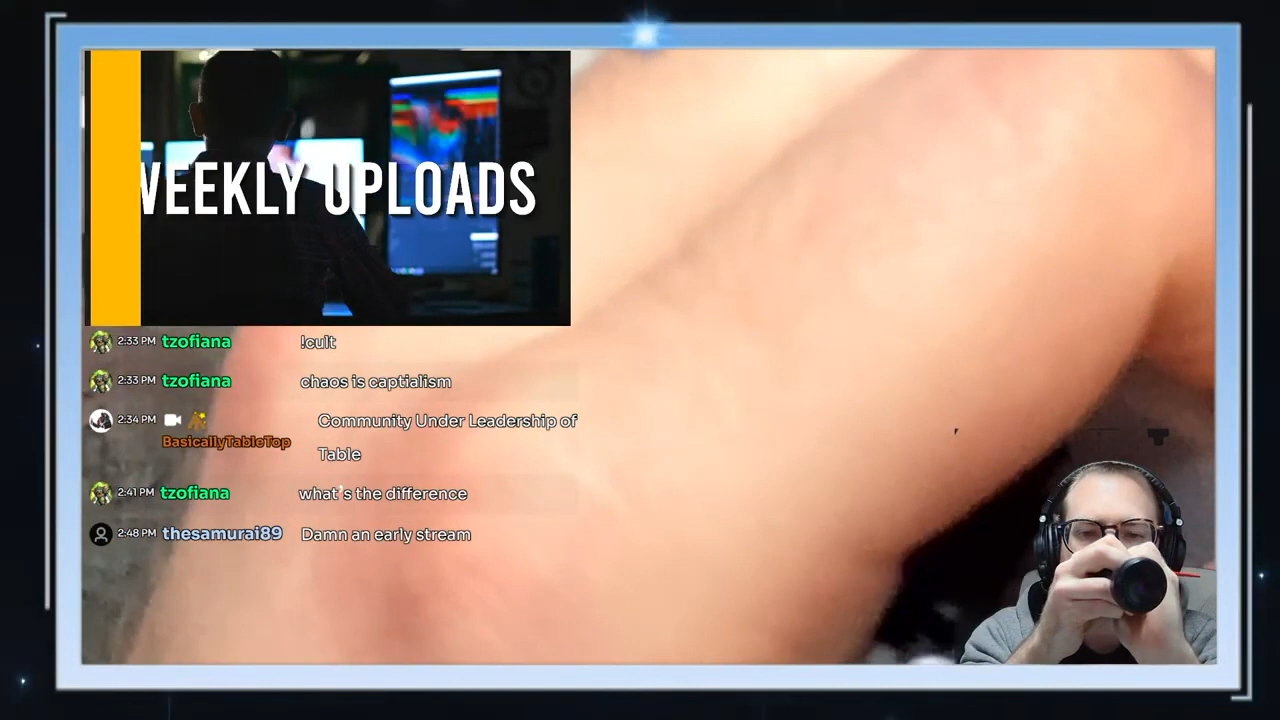 WEEKLY UPLOADS
2:33 PM tzofiana !cult
2:33 PM tzofiana chaos is captialism
2:34 PM BasicallyTableTop Community Under Leadership of
Table
2:41 PM tzofiana what's the difference
2:48 PM thesamurai89 Damn an early stream